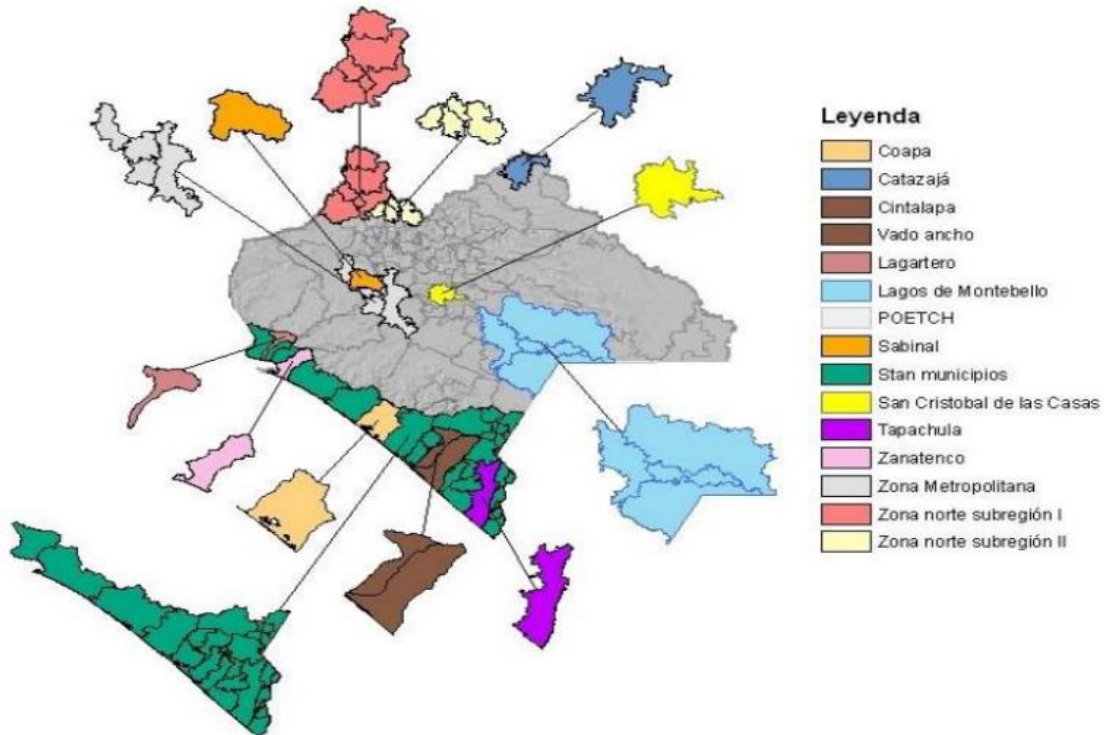 Leyenda
Coapa
Catazajá
Cintalapa
Vado ancho
Lagartero
Lagos de Montebello
POETCH
Sabinal
Stan municipios
San Cristobal de las Casas
Tapachula
Zanatenco
Zona Metropolitana
Zona norte subregión I
Zona norte subregión II